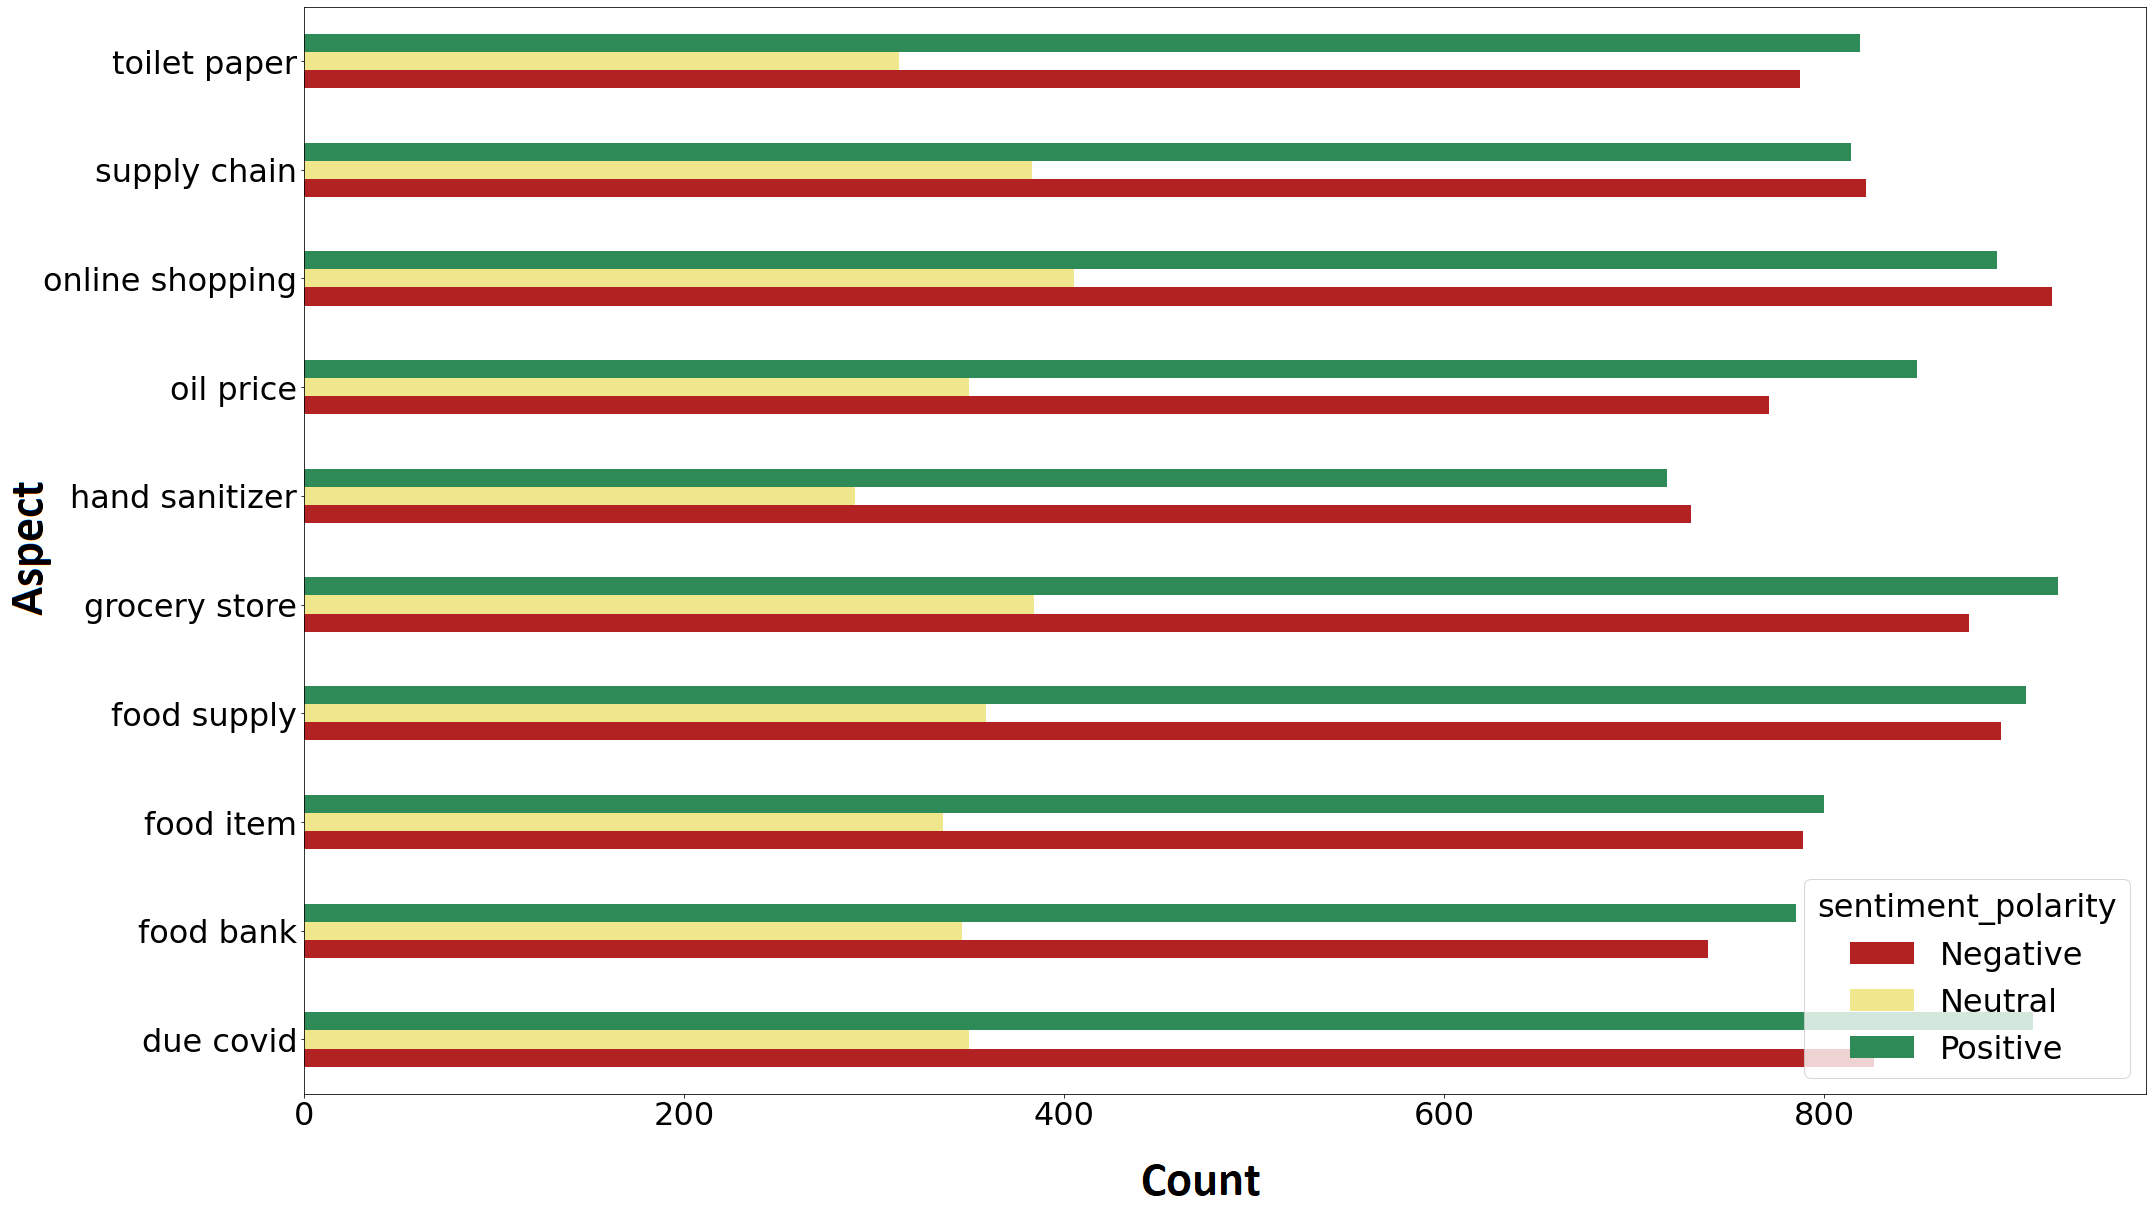 toilet paper
supply chain
online shopping
oil price
hand sanitizer
grocery store
food supply
food item
food bank
due covid
Aspect
sentiment_polarity
Negative
Neutral
Positive
0 200 400 600 800
Count